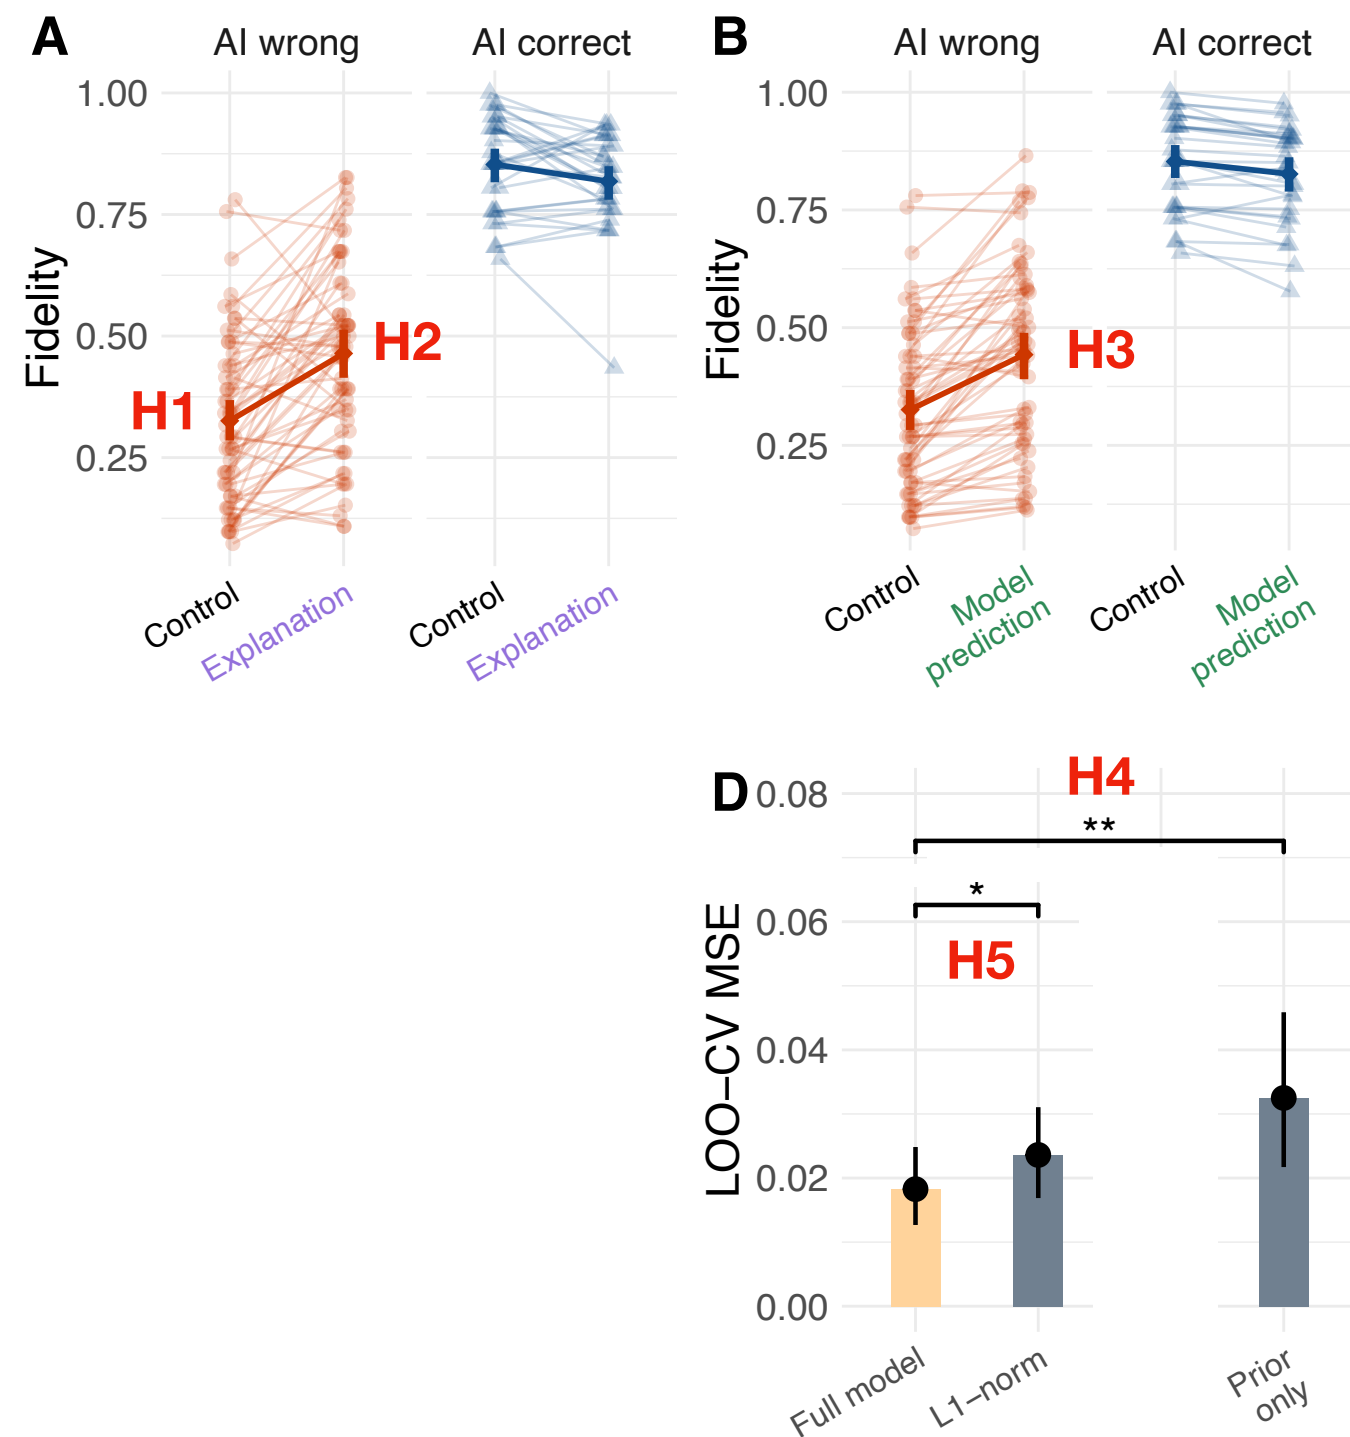 A
AI wrong
AI correct
Fidelity
1.00
0.75
0.50
0.25
H1
H2
Control
Explanation
Control
Explanation
B
AI wrong
AI correct
Fidelity
1.00
0.75
0.50
0.25
H3
Control
Model
prediction
Control
Model
prediction
D
LOO−CV MSE
0.08
0.06
0.04
0.02
0.00
H4
**
*
H5
Full model
L1−norm
Prior
only